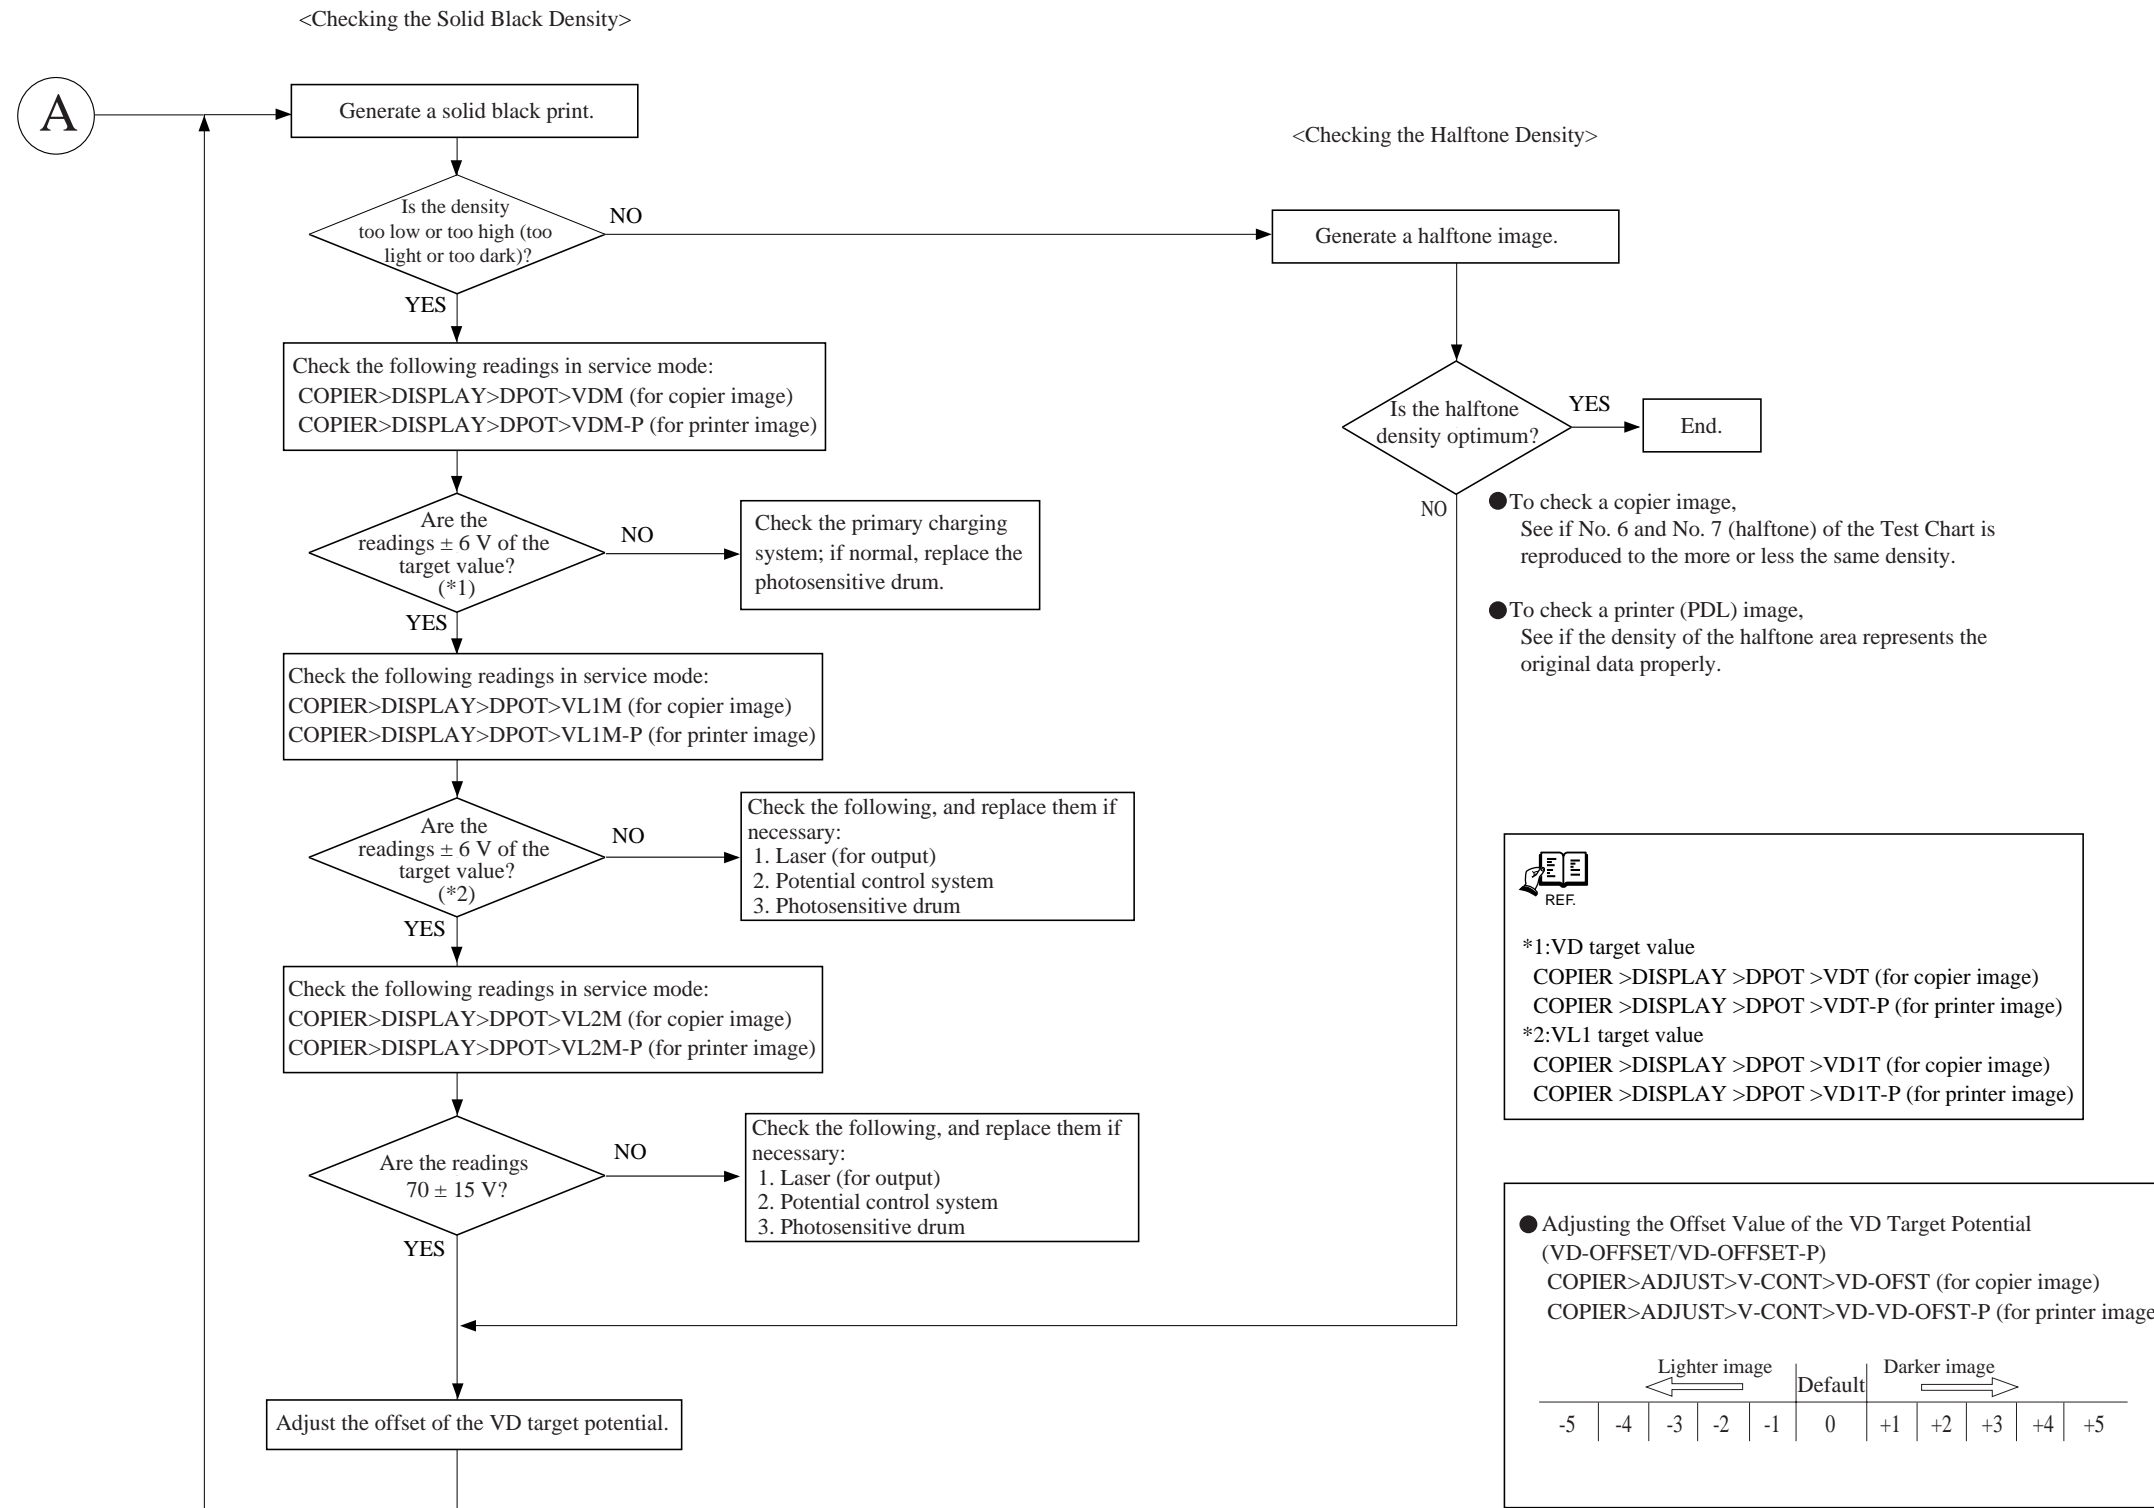 <Checking the Solid Black Density>
A
Generate a solid black print.
Is the density
too low or too high (too
light or too dark)?
NO
YES
Check the following readings in service mode:
COPIER>DISPLAY>DPOT>VDM (for copier image)
COPIER>DISPLAY>DPOT>VDM-P (for printer image)
Are the
readings ± 6 V of the
target value?
(*1)
NO
Check the primary charging
system; if normal, replace the
photosensitive drum.
YES
Check the following readings in service mode:
COPIER>DISPLAY>DPOT>VL1M (for copier image)
COPIER>DISPLAY>DPOT>VL1M-P (for printer image)
Are the
readings ± 6 V of the
target value?
(*2)
NO
Check the following, and replace them if
necessary:
1. Laser (for output)
2. Potential control system
3. Photosensitive drum
YES
Check the following readings in service mode:
COPIER>DISPLAY>DPOT>VL2M (for copier image)
COPIER>DISPLAY>DPOT>VL2M-P (for printer image)
Are the readings
70 ± 15 V?
NO
Check the following, and replace them if
necessary:
1. Laser (for output)
2. Potential control system
3. Photosensitive drum
YES
Adjust the offset of the VD target potential.
<Checking the Halftone Density>
Generate a halftone image.
Is the halftone
density optimum?
YES
End.
NO
●To check a copier image,
See if No. 6 and No. 7 (halftone) of the Test Chart is
reproduced to the more or less the same density.
●To check a printer (PDL) image,
See if the density of the halftone area represents the
original data properly.
REF.
*1:VD target value
COPIER >DISPLAY >DPOT >VDT (for copier image)
COPIER >DISPLAY >DPOT >VDT-P (for printer image)
*2:VL1 target value
COPIER >DISPLAY >DPOT >VD1T (for copier image)
COPIER >DISPLAY >DPOT >VD1T-P (for printer image)
●Adjusting the Offset Value of the VD Target Potential
(VD-OFFSET/VD-OFFSET-P)
COPIER>ADJUST>V-CONT>VD-OFST (for copier image)
COPIER>ADJUST>V-CONT>VD-VD-OFST-P (for printer image
Lighter image Default Darker image
-5 -4 -3 -2 -1 0 +1 +2 +3 +4 +5